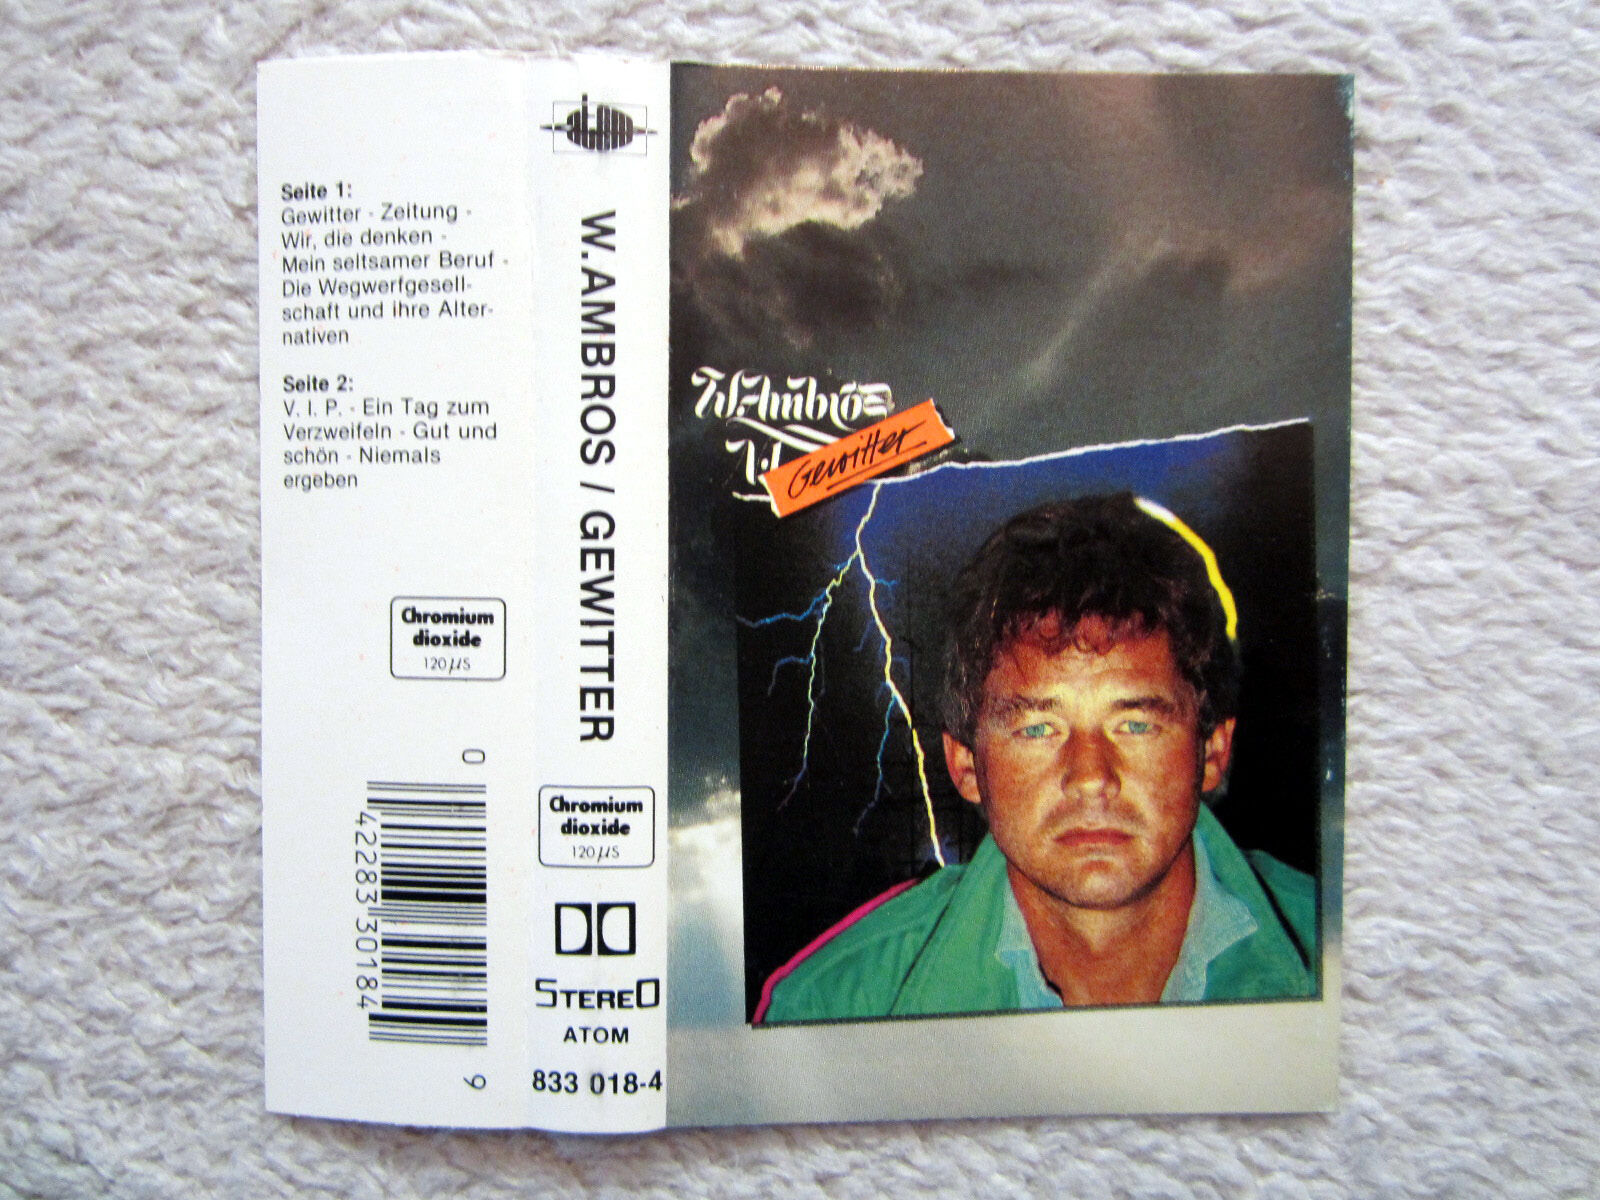 Seite 1:
Gewitter - Zeitung -
Wir, die denken -
Mein seltsamer Beruf -
Die Wegwerfgesell-
schaft und ihre Alter-
nativen
Seite 2:
V. I. P. - Ein Tag zum
Verzweifeln - Gut und
schön - Niemals
ergeben
Chromium
dioxide
120 µs
0
42283 30184
9
atom
W. AMBROS / GEWITTER
Chromium
dioxide
120 µs
STEREO
ATOM
833 018-4
W. Ambros
Gewitter